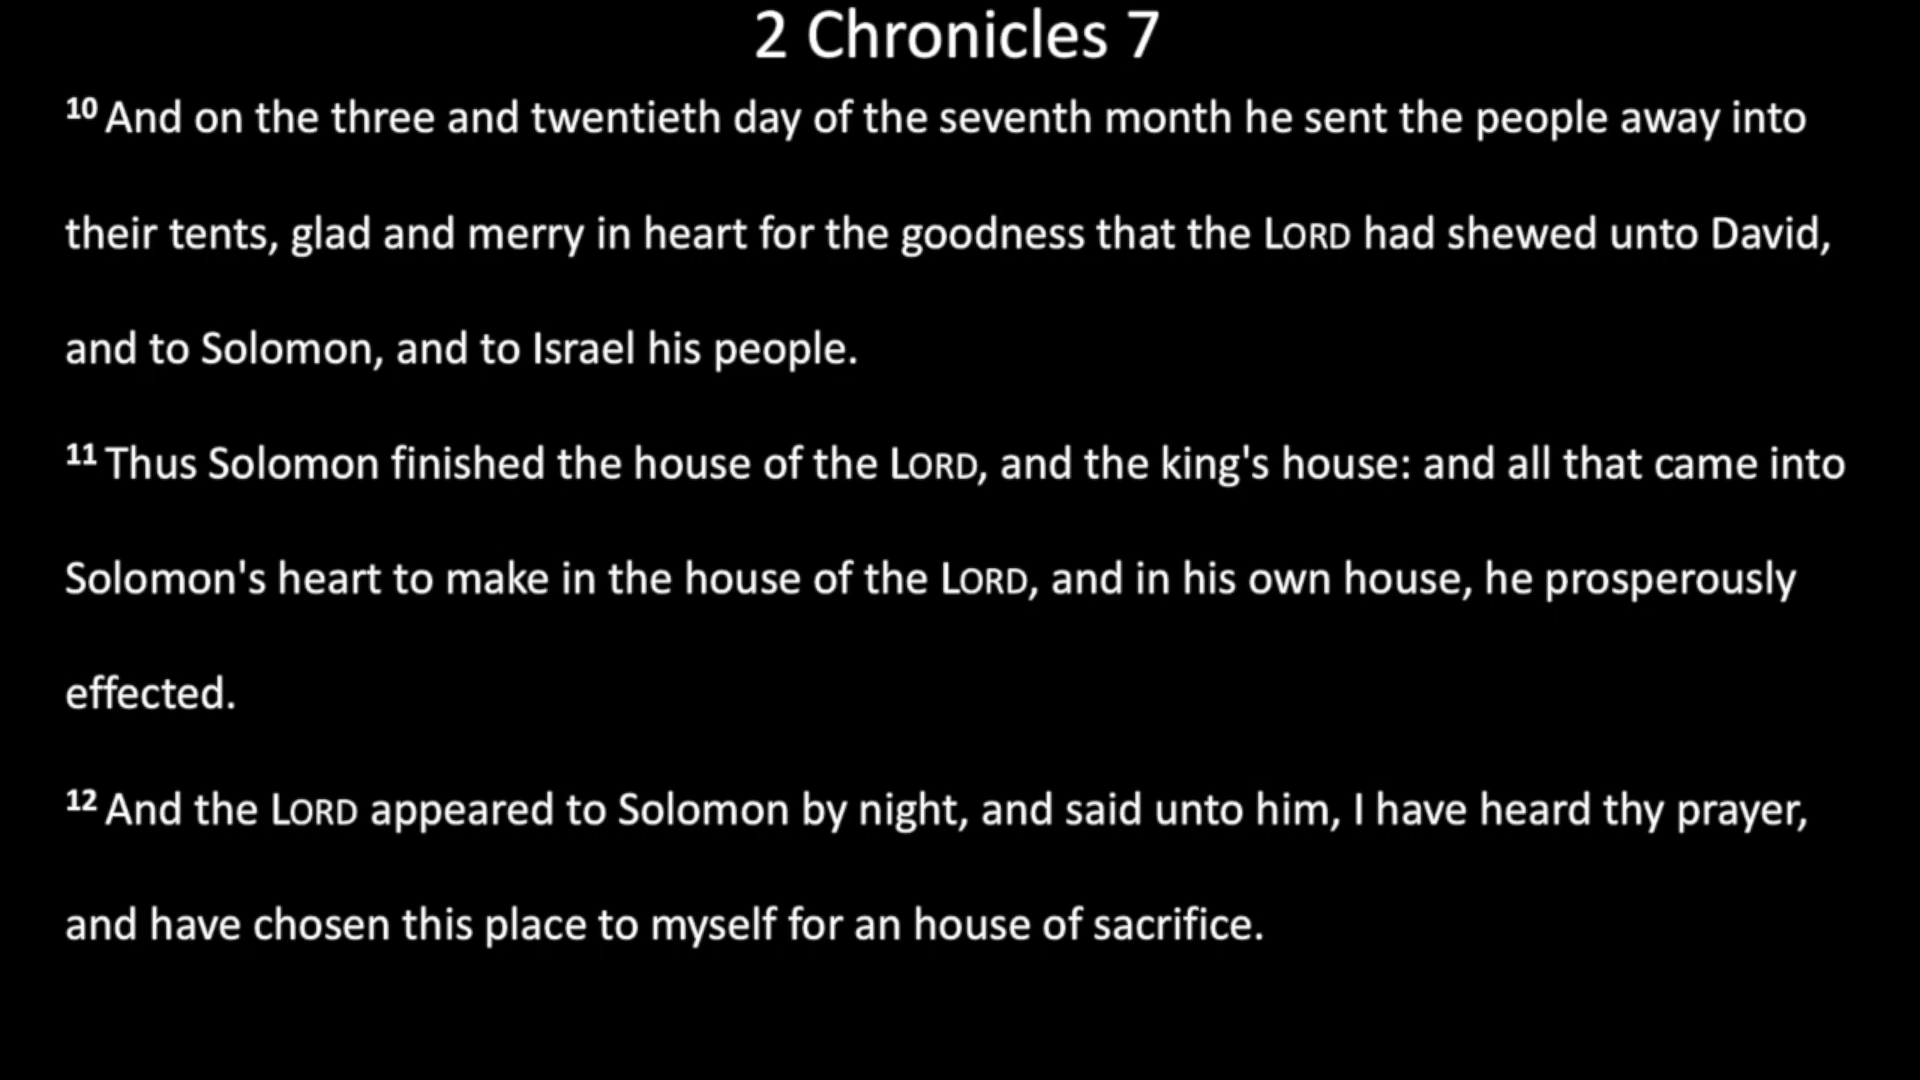 2 Chronicles 7
10 And on the three and twentieth day of the seventh month he sent the people away into
their tents, glad and merry in heart for the goodness that the LORD had shewed unto David,
and to Solomon, and to Israel his people.
11 Thus Solomon finished the house of the LORD, and the king's house: and all that came into
Solomon's heart to make in the house of the LORD, and in his own house, he prosperously
effected.
12 And the LORD appeared to Solomon by night, and said unto him, I have heard thy prayer,
and have chosen this place to myself for an house of sacrifice.